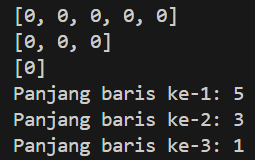 [0, 0, 0, 0, 0]
[0, 0, 0]
[0]
Panjang baris ke-1: 5
Panjang baris ke-2: 3
Panjang baris ke-3: 1